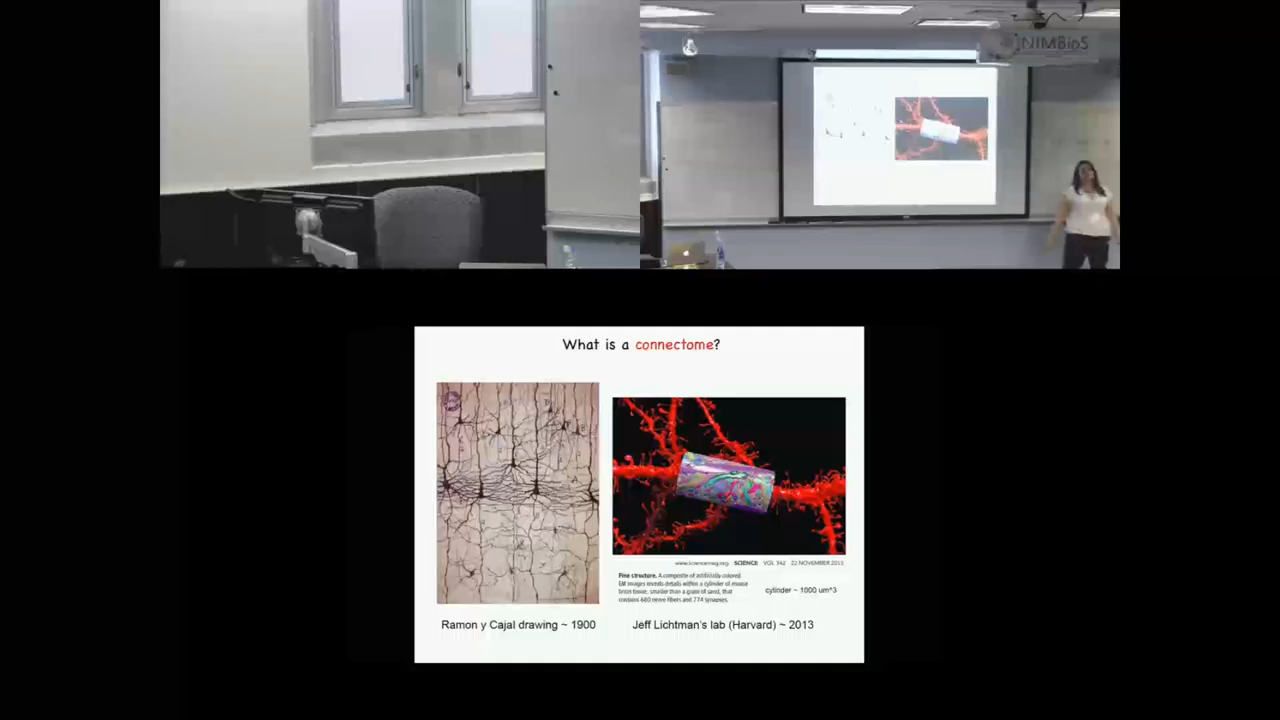 NIMBioS
What is a connectome?
www.sciencemag.org SCIENCE VOL 342 22 NOVEMBER 2013
Fine structure. A composite of artificially colored
EM images reveals details within a cylinder of mouse
brain tissue, smaller than a grain of sand, that
contains 680 nerve fibers and 774 synapses.
cylinder ~ 1000 um^3
Ramon y Cajal drawing ~ 1900
Jeff Lichtman's lab (Harvard) ~ 2013